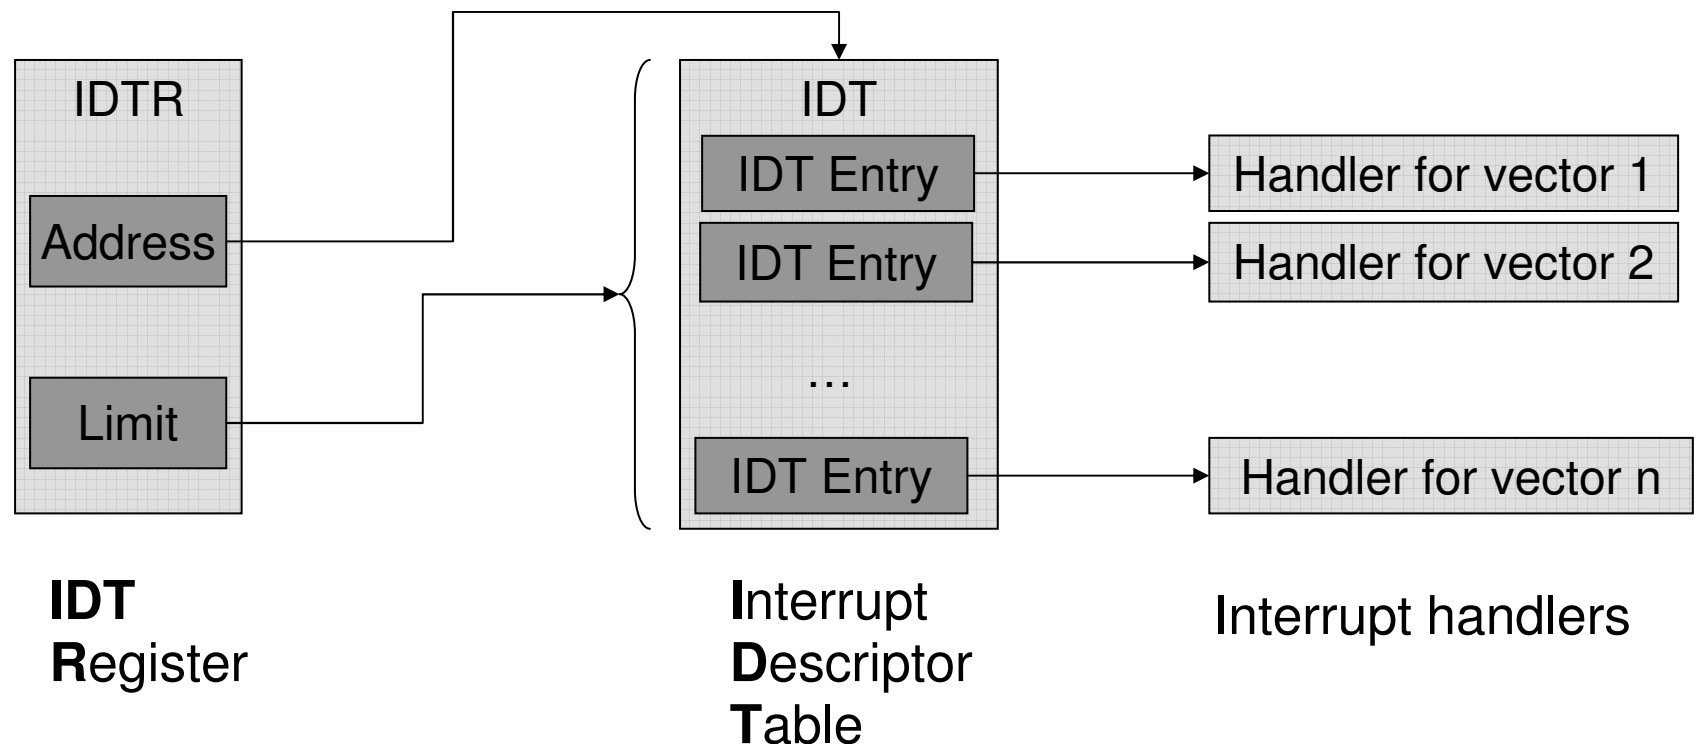 IDTR
Address
Limit
IDT
IDT Entry
IDT Entry
...
IDT Entry
Handler for vector 1
Handler for vector 2
Handler for vector n
IDT
Register
Interrupt
Descriptor
Table
Interrupt handlers